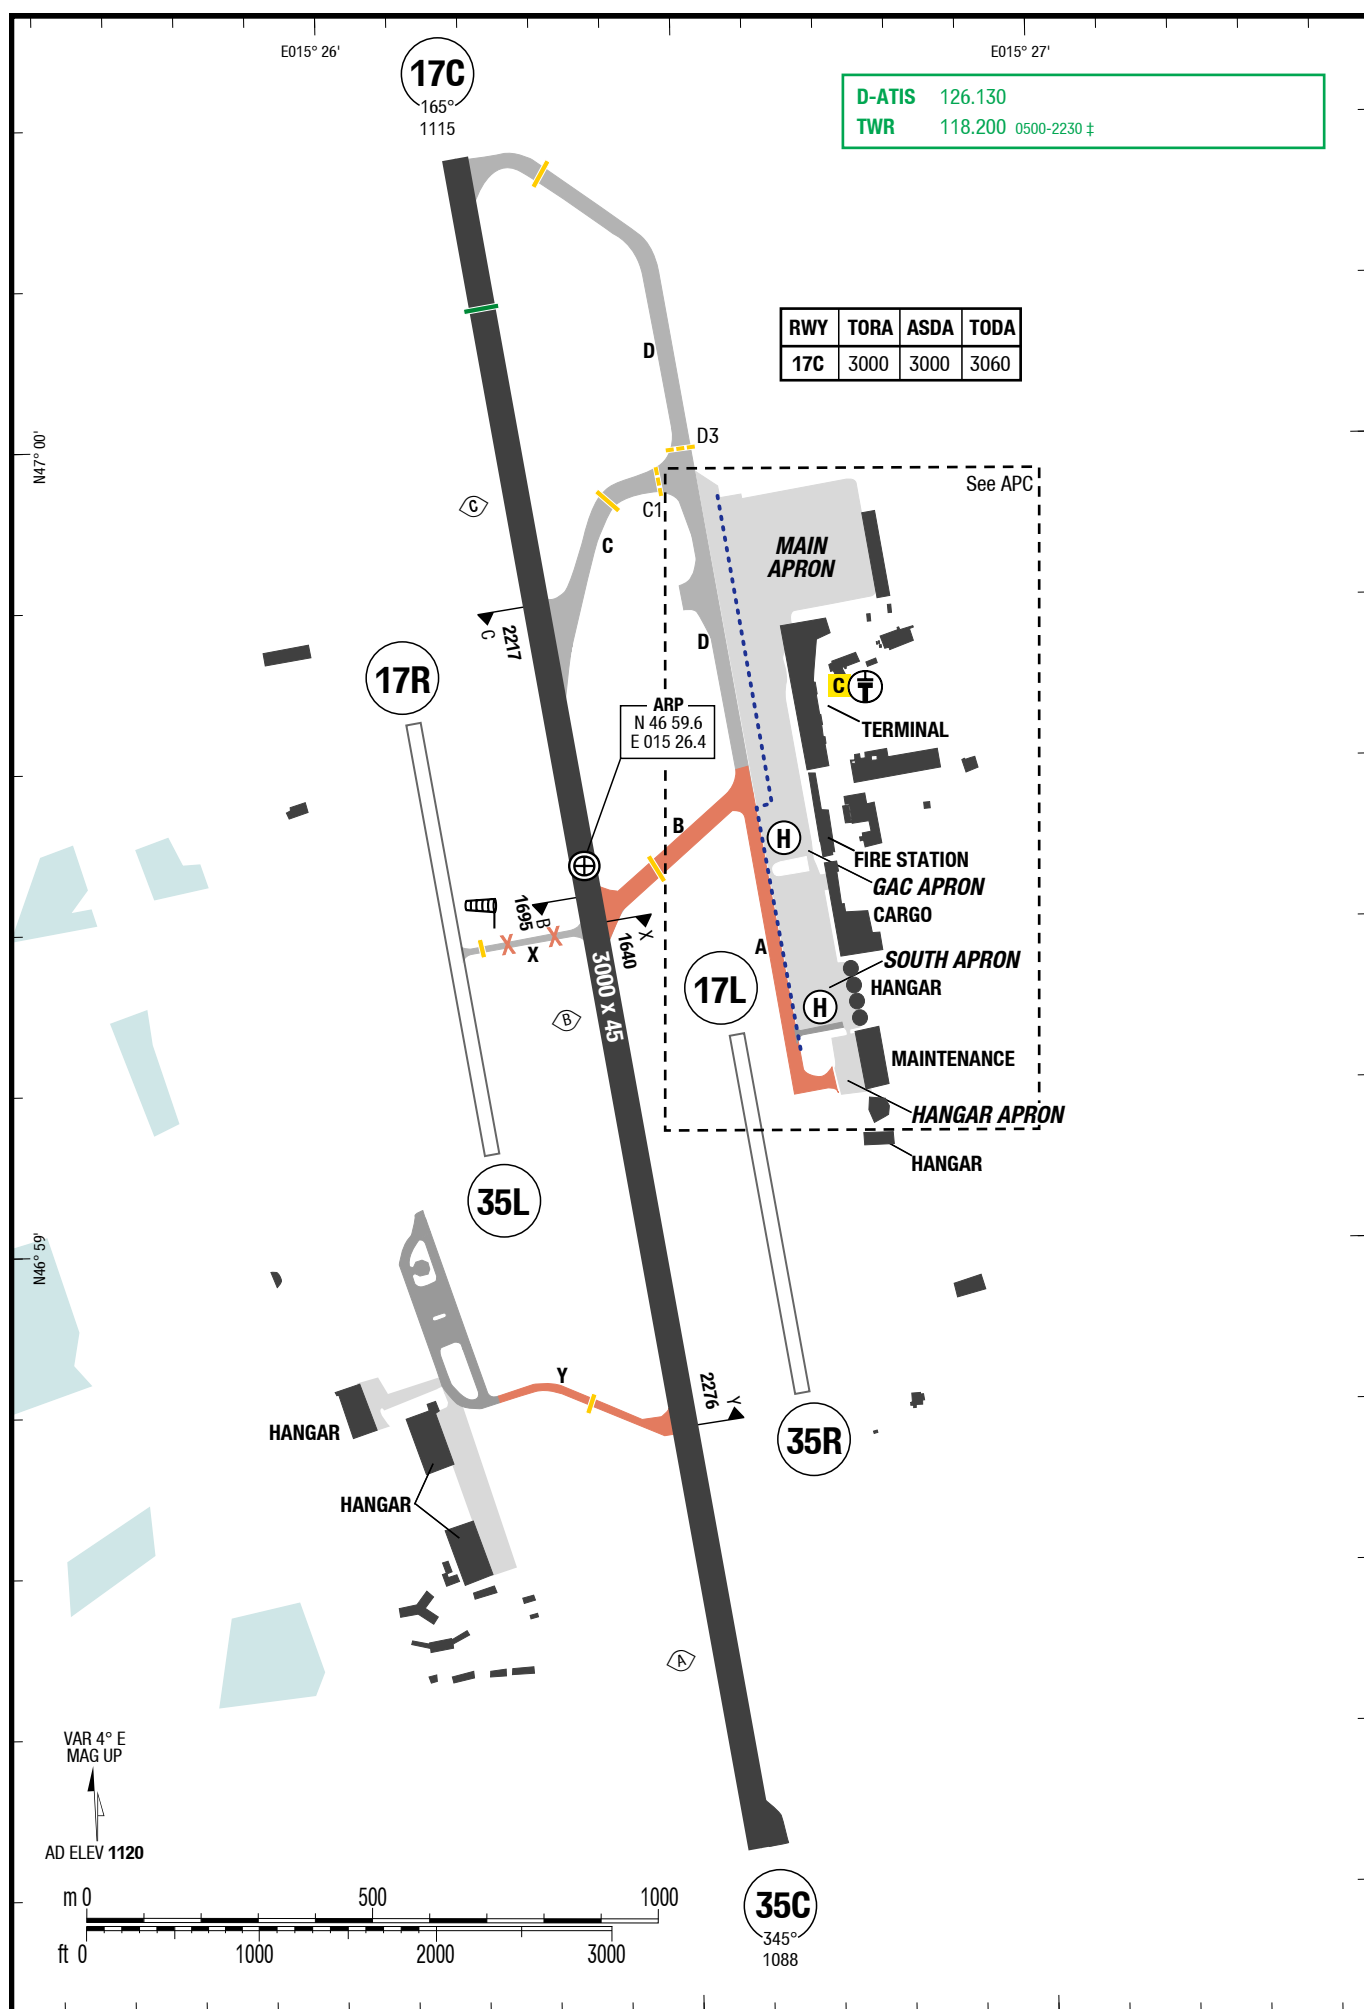 E015° 26'
E015° 27'
17C
165°
1115
D-ATIS 126.130
TWR 118.200 0500-2230 ‡
D
RWY TORA ASDA TODA
17C 3000 3000 3060
N47° 00'
D3
See APC
C1
C
C
MAIN
APRON
C
2217
D
17R
C
ARP
N 46 59.6
E 015 26.4
TERMINAL
B
H
FIRE STATION
GAC APRON
1695
B
CARGO
X
X
X
X
1640
A
SOUTH APRON
3000 x 45
17L
HANGAR
H
B
MAINTENANCE
HANGAR APRON
HANGAR
35L
N46° 59'
Y
2276
Y
HANGAR
35R
HANGAR
A
VAR 4° E
MAG UP
AD ELEV 1120
m 0 500 1000
ft 0 1000 2000 3000
35C
345°
1088